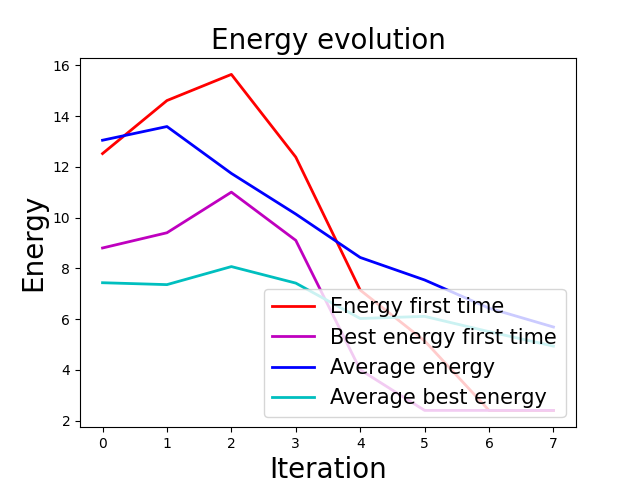 Energy evolution
Energy
16
14
12
10
8
6
4
2
Energy first time
Best energy first time
Average energy
Average best energy
0 1 2 3 4 5 6 7
Iteration